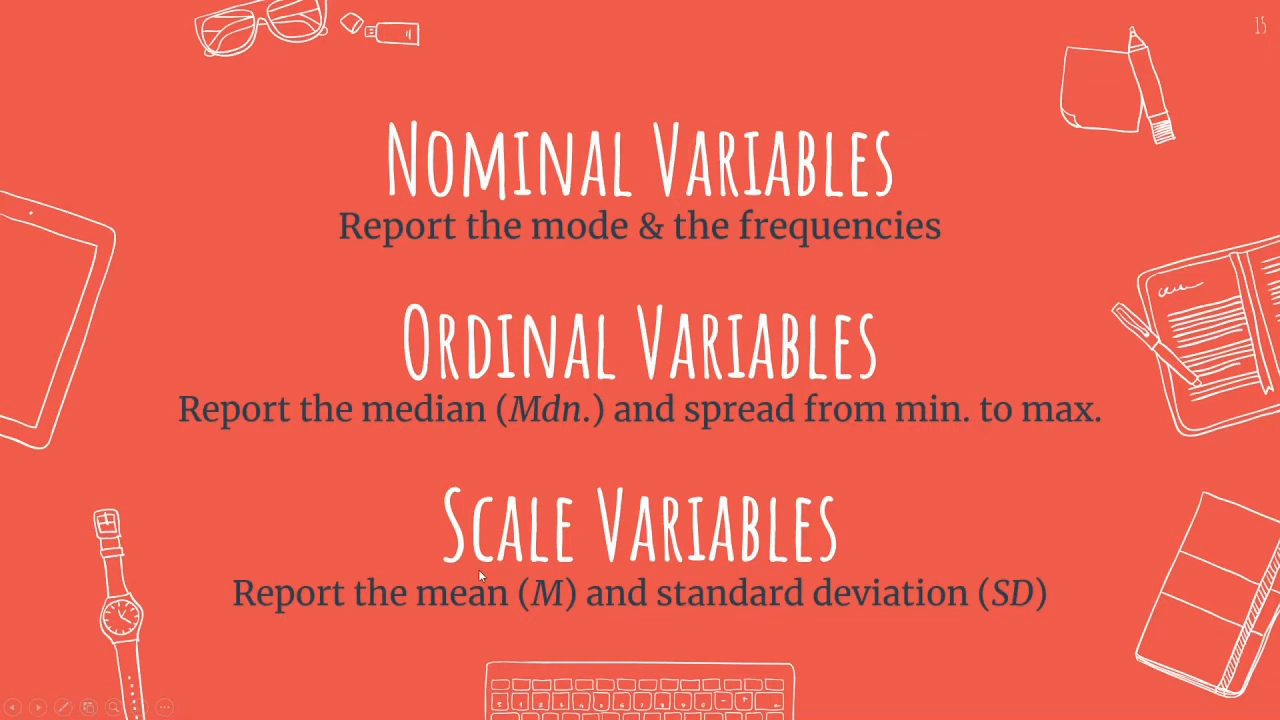 15
Nominal Variables
Report the mode & the frequencies
Ordinal Variables
Report the median (Mdn.) and spread from min. to max.
Scale Variables
Report the mean (M) and standard deviation (SD)